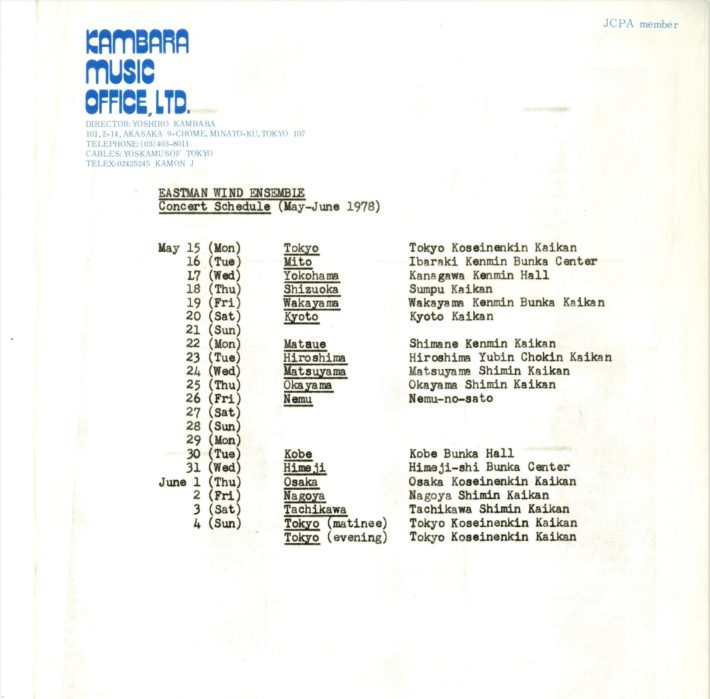 JCPA member
KAMBARA
MUSIC
OFFICE, LTD.
DIRECTOR: YOSHIRO KAMBARA
101, 2-14, AKASAKA 9-CHOME, MINATO-KU, TOKYO 107
TELEPHONE: (03)403-8011
CABLES: YOSKAMUSOF TOKYO
TELEX: 02425245 KAMON J
EASTMAN WIND ENSEMBLE
Concert Schedule (May-June 1978)
May 15 (Mon) Tokyo Tokyo Koseinenkin Kaikan
16 (Tue) Mito Ibaraki Kenmin Bunka Center
17 (Wed) Yokohama Kanagawa Kenmin Hall
18 (Thu) Shizuoka Sumpu Kaikan
19 (Fri) Wakayama Wakayama Kenmin Bunka Kaikan
20 (Sat) Kyoto Kyoto Kaikan
21 (Sun)
22 (Mon) Matsue Shimane Kenmin Kaikan
23 (Tue) Hiroshima Hiroshima Yubin Chokin Kaikan
24 (Wed) Matsuyama Matsuyama Shimin Kaikan
25 (Thu) Okayama Okayama Shimin Kaikan
26 (Fri) Nemu Nemu-no-sato
27 (Sat)
28 (Sun)
29 (Mon)
30 (Tue) Kobe Kobe Bunka Hall
31 (Wed) Himeji Himeji-shi Bunka Center
June 1 (Thu) Osaka Osaka Koseinenkin Kaikan
2 (Fri) Nagoya Nagoya Shimin Kaikan
3 (Sat) Tachikawa Tachikawa Shimin Kaikan
4 (Sun) Tokyo (matinee) Tokyo Koseinenkin Kaikan
Tokyo (evening) Tokyo Koseinenkin Kaikan